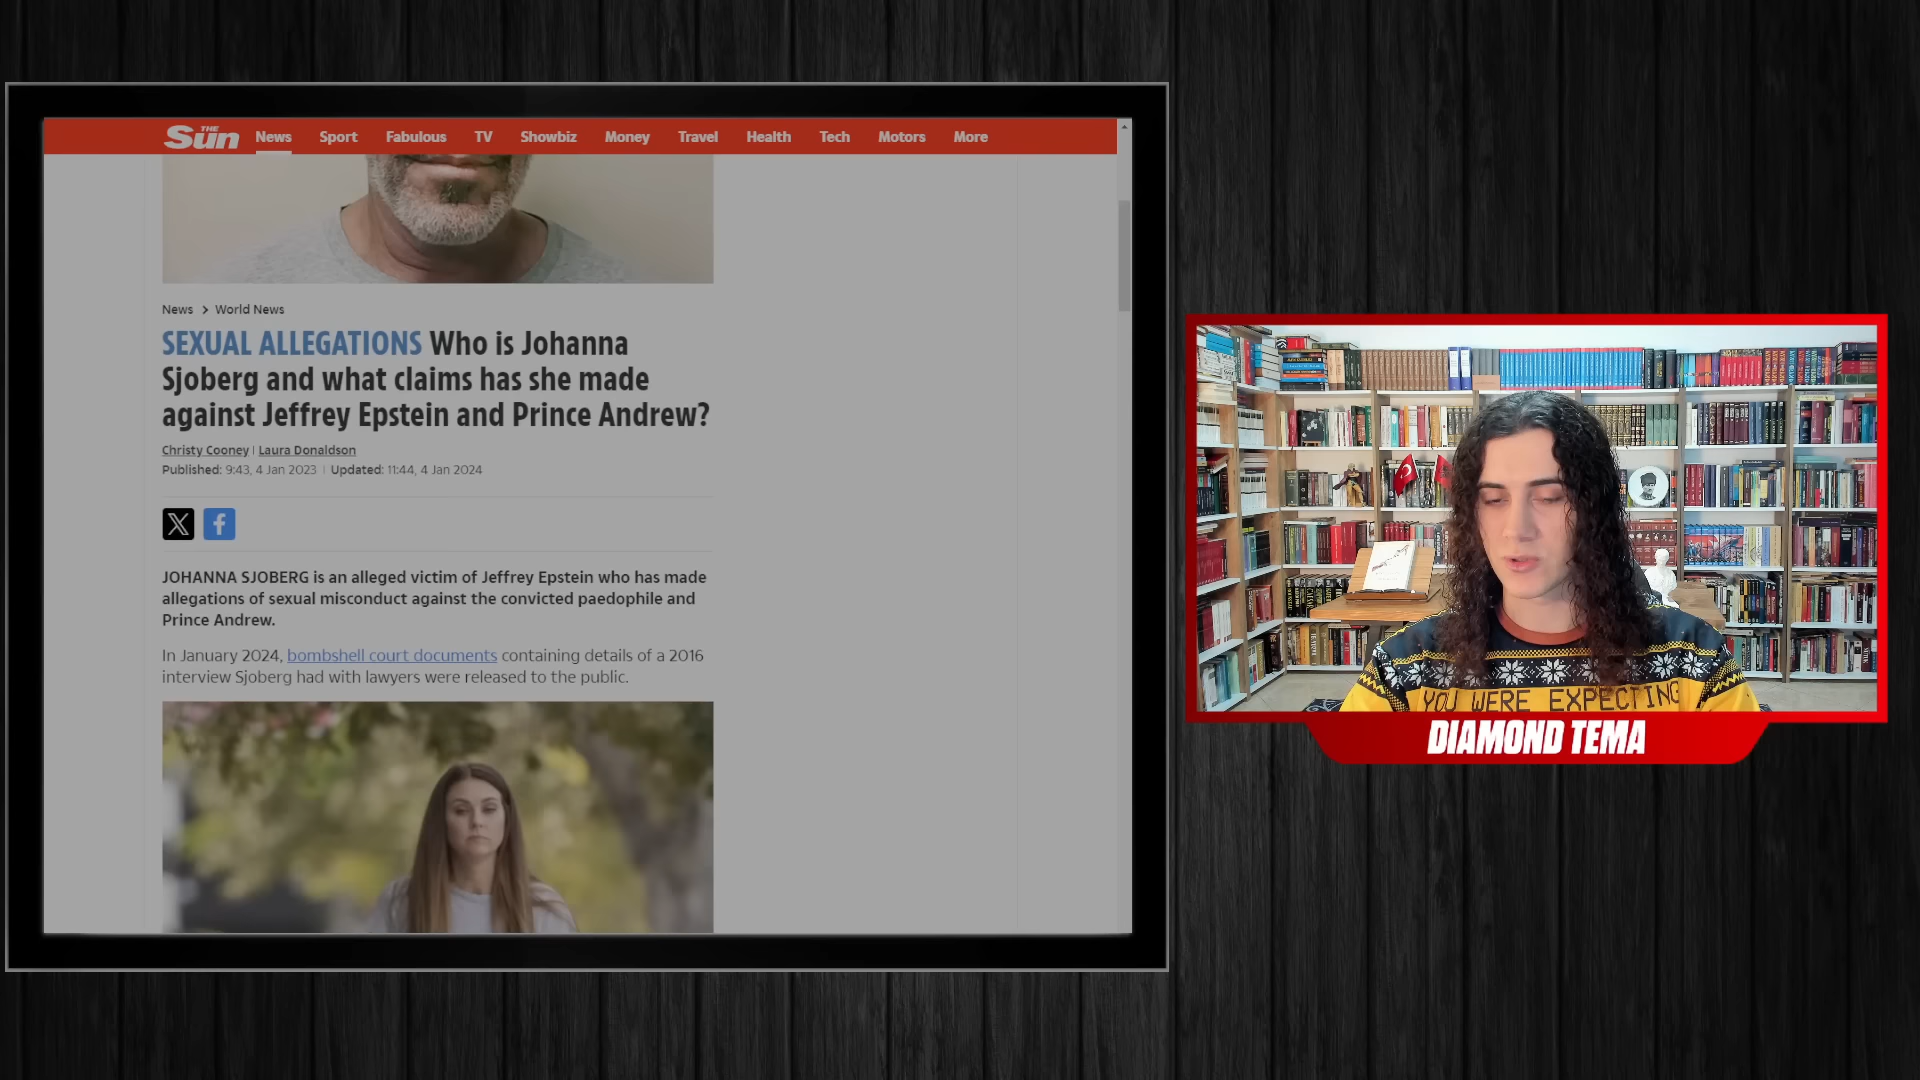 THE Sun
News Sport Fabulous TV Showbiz Money Travel Health Tech Motors More
News > World News
SEXUAL ALLEGATIONS Who is Johanna
Sjoberg and what claims has she made
against Jeffrey Epstein and Prince Andrew?
Christy Cooney | Laura Donaldson
Published: 9:43, 4 Jan 2023 | Updated: 11:44, 4 Jan 2024
JOHANNA SJOBERG is an alleged victim of Jeffrey Epstein who has made
allegations of sexual misconduct against the convicted paedophile and
Prince Andrew.
In January 2024, bombshell court documents containing details of a 2016
interview Sjoberg had with lawyers were released to the public.
YOU WERE EXPECTING
DIAMOND TEMA